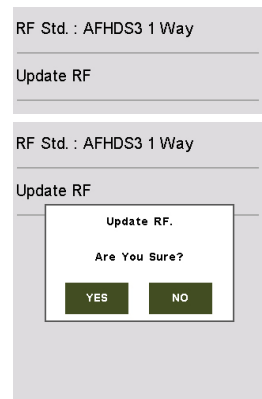 RF Std. : AFHDS3 1 Way
Update RF
RF Std. : AFHDS3 1 Way
Update RF
Update RF.
Are You Sure?
YES NO